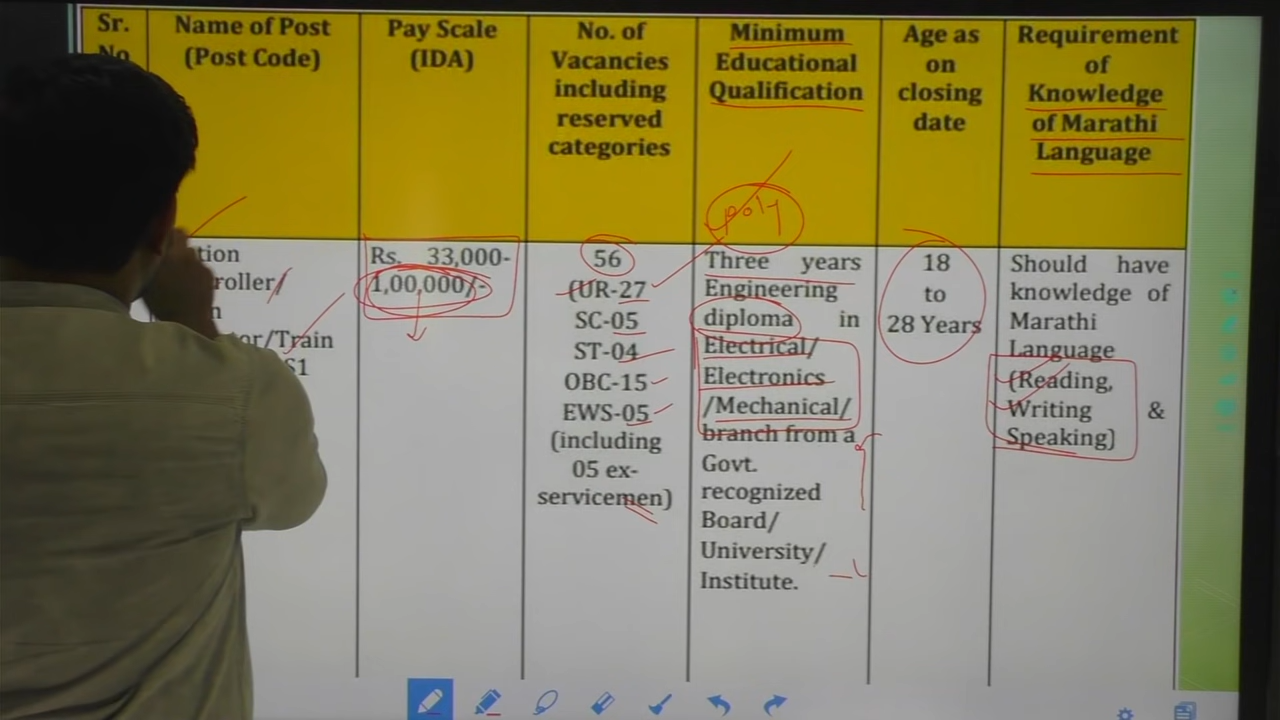 Sr.
No
Name of Post
(Post Code)
Pay Scale
(IDA)
No. of
Vacancies
including
reserved
categories
Minimum
Educational
Qualification
Age as
on
closing
date
Requirement
of
Knowledge
of Marathi
Language
poly
tion
roller/
n
or/Train
S1
Rs. 33,000-
1,00,000/-
56
(UR-27
SC-05
ST-04
OBC-15
EWS-05
(including
05 ex-
servicemen)
Three years
Engineering
diploma in
Electrical/
Electronics
/Mechanical/
branch from a
Govt.
recognized
Board/
University/
Institute.
18
to
28 Years
Should have
knowledge of
Marathi
Language
(Reading,
Writing &
Speaking)